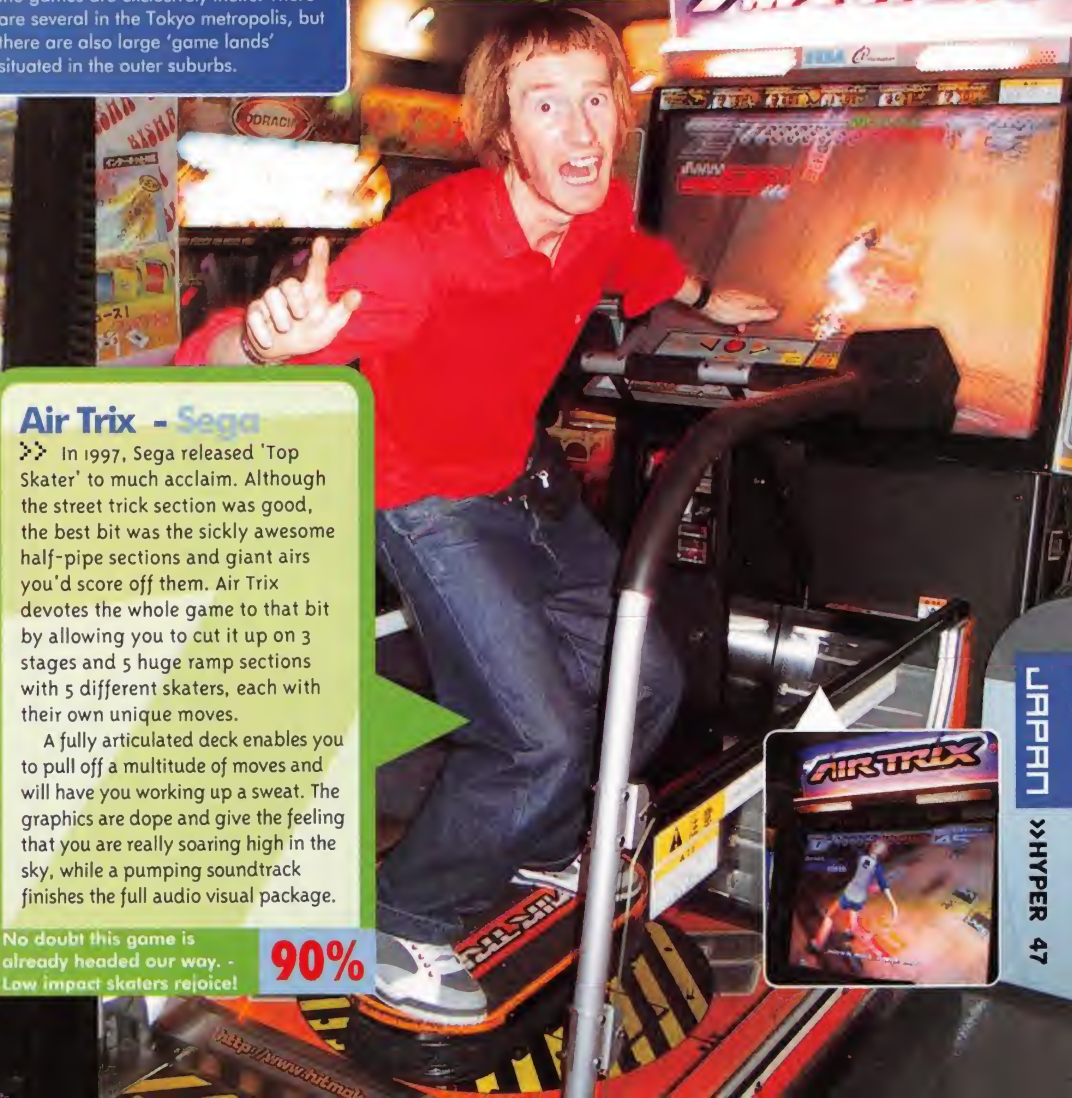 are several in the Tokyo metropolis, but
there are also large 'game lands'
situated in the outer suburbs.
SEGA
Air Trix - Sega
>> In 1997, Sega released 'Top
Skater' to much acclaim. Although
the street trick section was good,
the best bit was the sickly awesome
half-pipe sections and giant airs
you'd score off them. Air Trix
devotes the whole game to that bit
by allowing you to cut it up on 3
stages and 5 huge ramp sections
with 5 different skaters, each with
their own unique moves.
A fully articulated deck enables you
to pull off a multitude of moves and
will have you working up a sweat. The
graphics are dope and give the feeling
that you are really soaring high in the
sky, while a pumping soundtrack
finishes the full audio visual package.
No doubt this game is
already headed our way. -
Low impact skaters rejoice!
90%
AIR TRIX
AIR TRIX
http://www.hitmak
JAPAN
>>HYPER 47